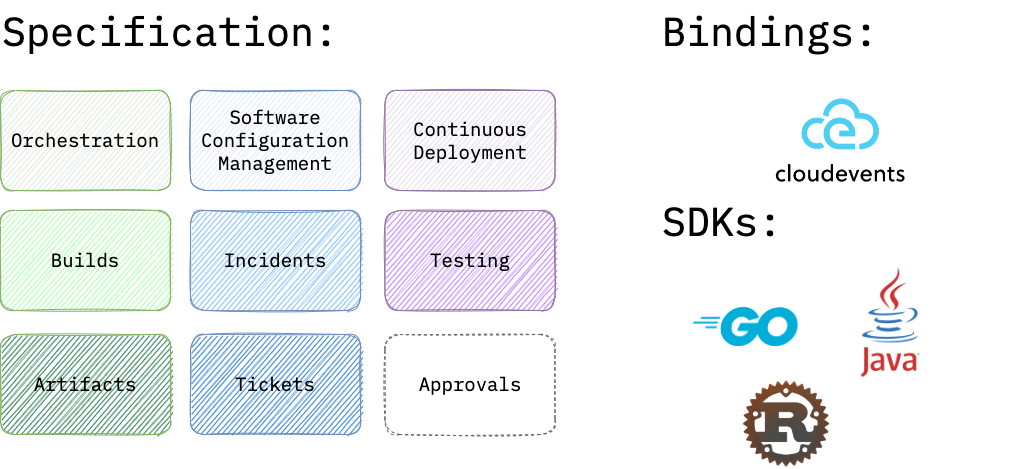 Specification:
Bindings:
Orchestration
Software
Configuration
Management
Continuous
Deployment
cloudevents
SDKs:
Builds
Incidents
Testing
GO
Java
Artifacts
Tickets
Approvals
R